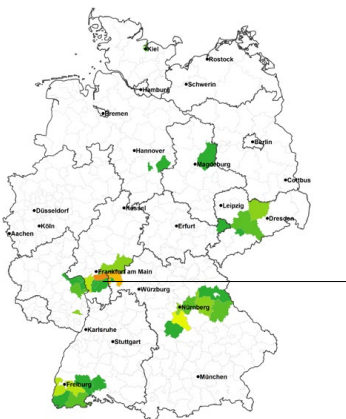 Kiel
Rostock
Schwerin
Hamburg
Bremen
Berlin
Hannover
Magdeburg
Cottbus
Düsseldorf
Kassel
Leipzig
Dresden
Köln
Erfurt
Aachen
Frankfurt am Main
Würzburg
Nürnberg
Karlsruhe
Stuttgart
München
Freiburg